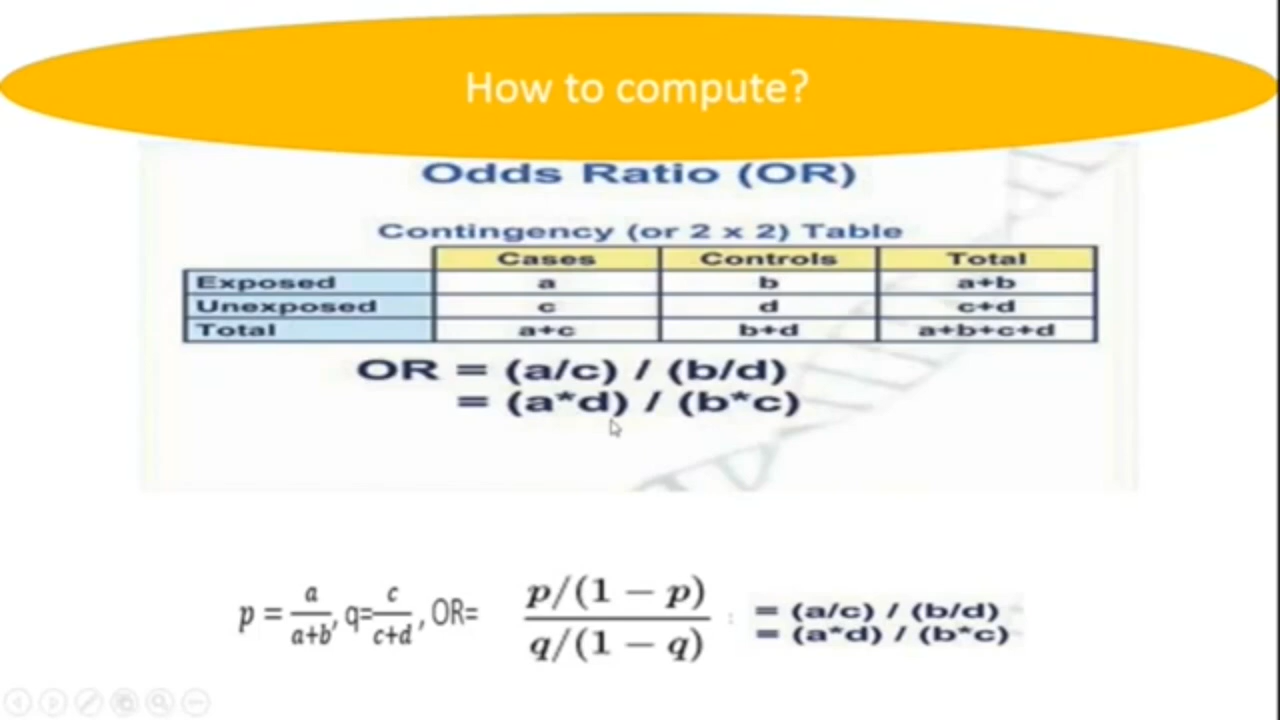 How to compute?
Odds Ratio (OR)
Contingency (or 2 x 2) Table
Cases Controls Total
Exposed a b a+b
Unexposed c d c+d
Total a+c b+d a+b+c+d
OR = (a/c) / (b/d)
= (a*d) / (b*c)
p = a/a+b, q= c/c+d , OR= p/(1 − p) / q/(1 − q) = (a/c) / (b/d)
= (a*d) / (b*c)